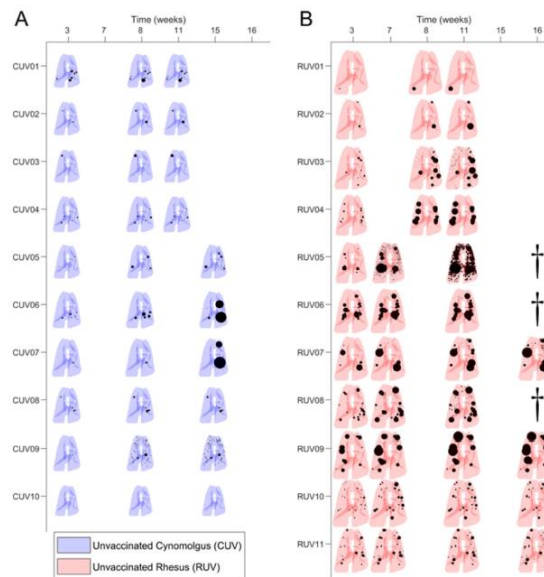 A
Time (weeks)
3 7 8 11 15 16
CUV01
CUV02
CUV03
CUV04
CUV05
CUV06
CUV07
CUV08
CUV09
CUV10
Unvaccinated Cynomolgus (CUV)
Unvaccinated Rhesus (RUV)
B
Time (weeks)
3 7 8 11 16
RUV01
RUV02
RUV03
RUV04
RUV05
RUV06
RUV07
RUV08
RUV09
RUV10
RUV11